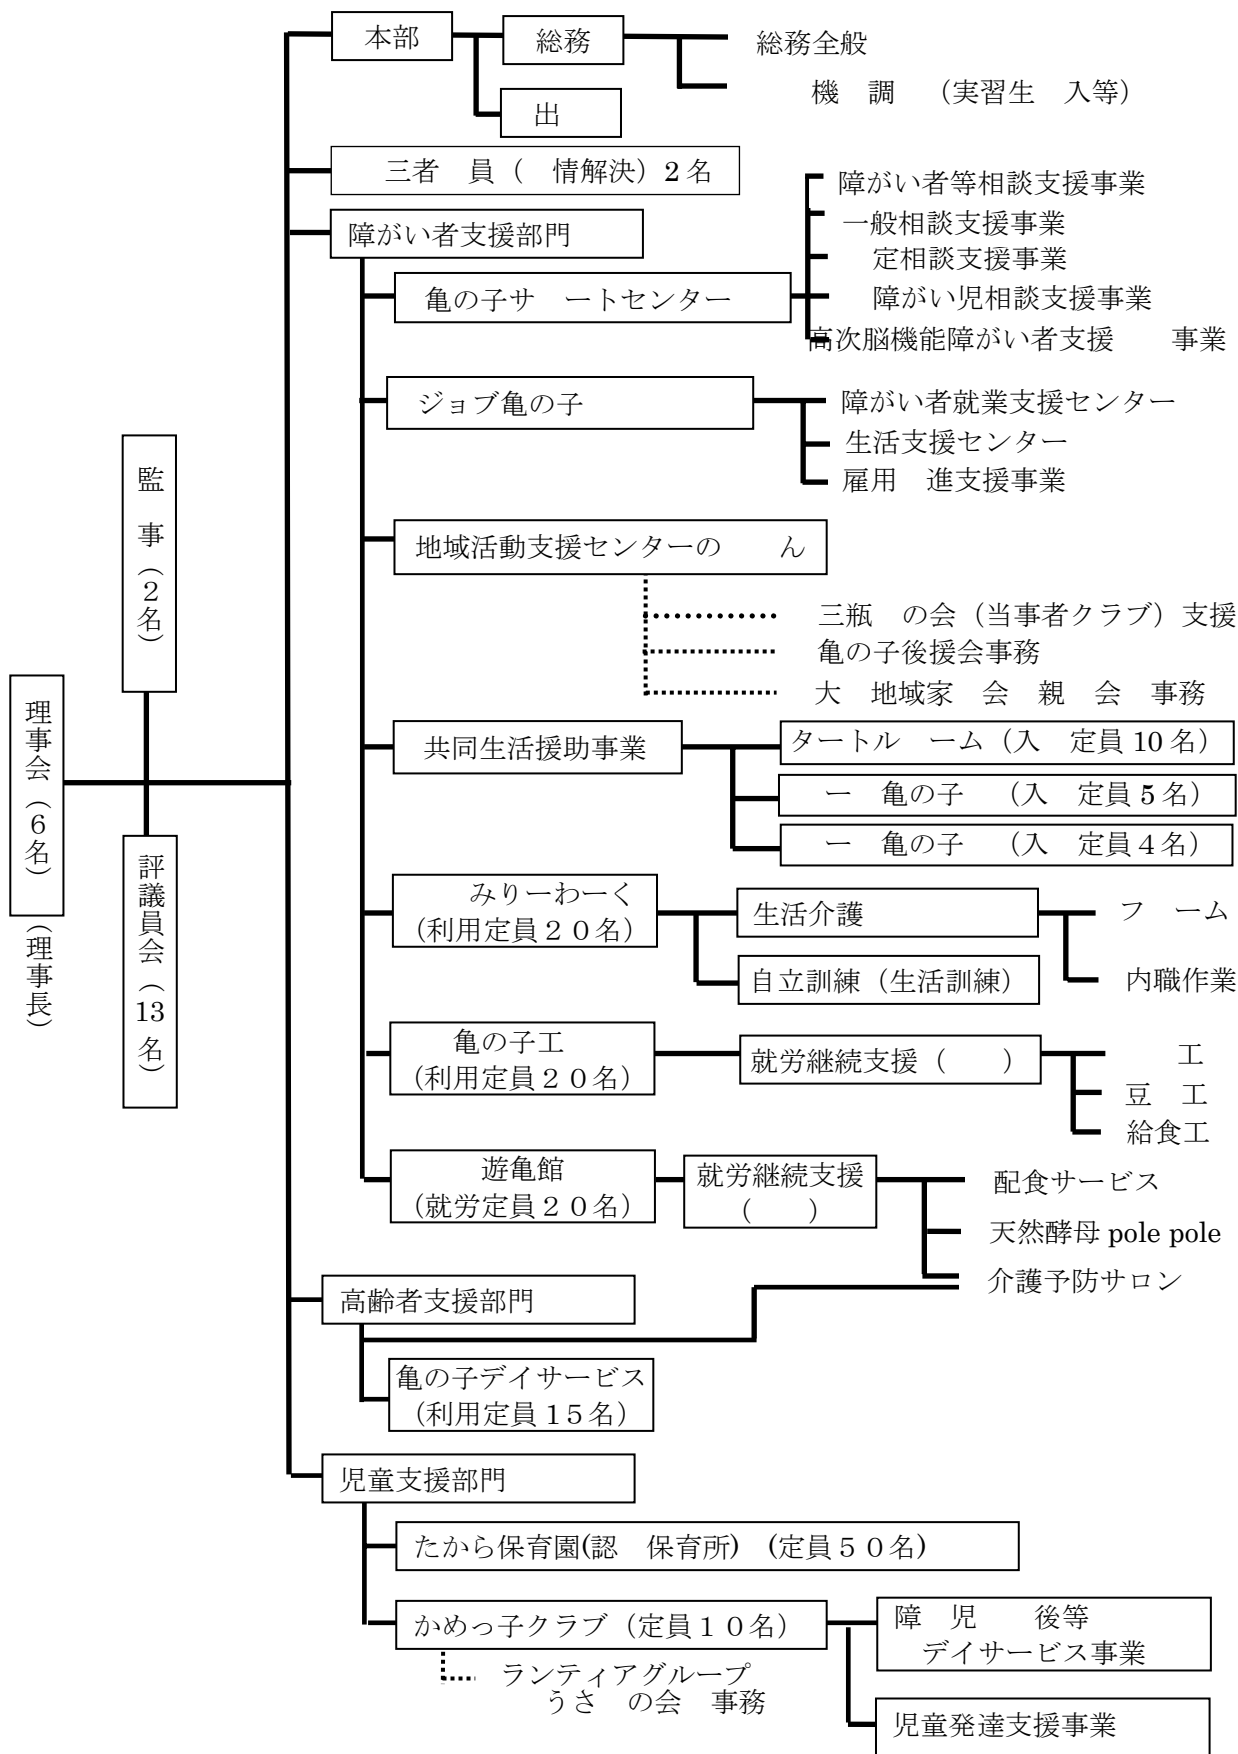 本部
総務
総務全般
機　調　（実習生　入等）
出
三者　員（　情解決）2名
障がい者支援部門
障がい者等相談支援事業
一般相談支援事業
定相談支援事業
亀の子サ　ートセンター
障がい児相談支援事業
高次脳機能障がい者支援　　事業
ジョブ亀の子
障がい者就業支援センター
生活支援センター
雇用　進支援事業
監　事（2名）
地域活動支援センターの　　ん
三瓶　の会（当事者クラブ）支援
亀の子後援会事務
大　地域家　会　親　会　事務
理事会（6名）
（理事長）
評議員会（13名）
共同生活援助事業
タートル　ーム（入　定員10名）
ー　亀の子　（入　定員5名）
ー　亀の子　（入　定員４名）
みりーわーく
(利用定員２０名)
生活介護
フ　ーム
内職作業
自立訓練（生活訓練）
亀の子工
(利用定員２０名)
就労継続支援（　　）
工
豆　工
給食工
遊亀館
(就労定員２０名)
就労継続支援
（　　）
配食サービス
天然酵母 pole pole
介護予防サロン
高齢者支援部門
亀の子デイサービス
（利用定員１5名）
児童支援部門
たから保育園(認　保育所)　(定員５０名)
かめっ子クラブ（定員１０名）
障　児　　後等
デイサービス事業
ランティアグループ
うさ　の会　事務
児童発達支援事業